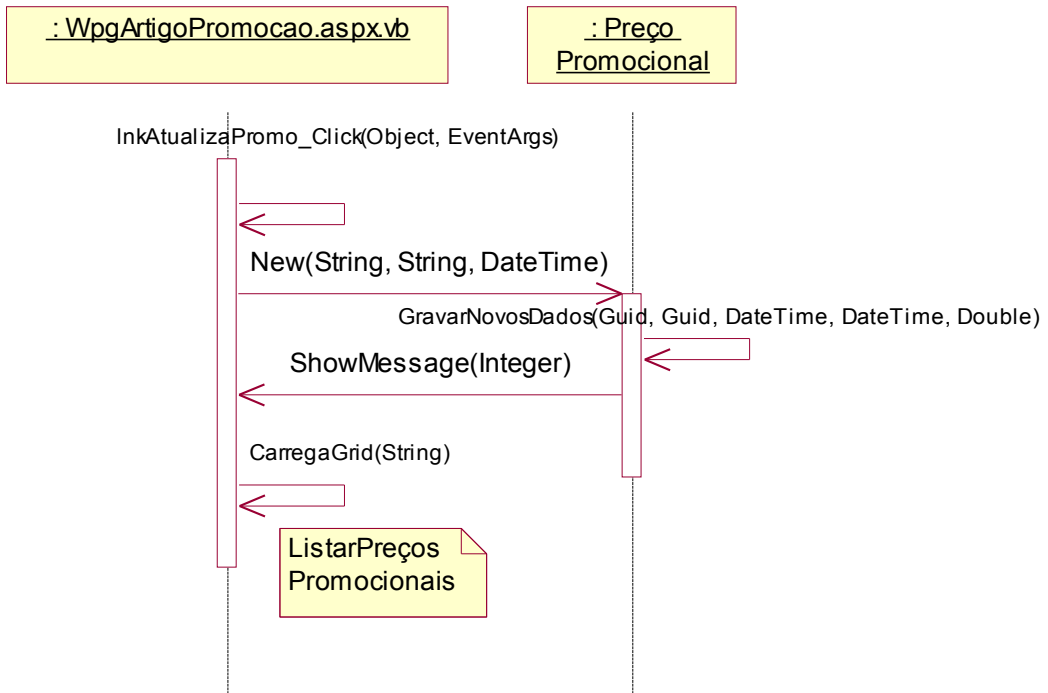 : WpgArtigoPromocao.aspx.vb
: Preço
Promocional
lnkAtualizaPromo_Click(Object, EventArgs)
New(String, String, DateTime)
GravarNovosDados(Guid, Guid, DateTime, DateTime, Double)
ShowMessage(Integer)
CarregaGrid(String)
ListarPreços
Promocionais